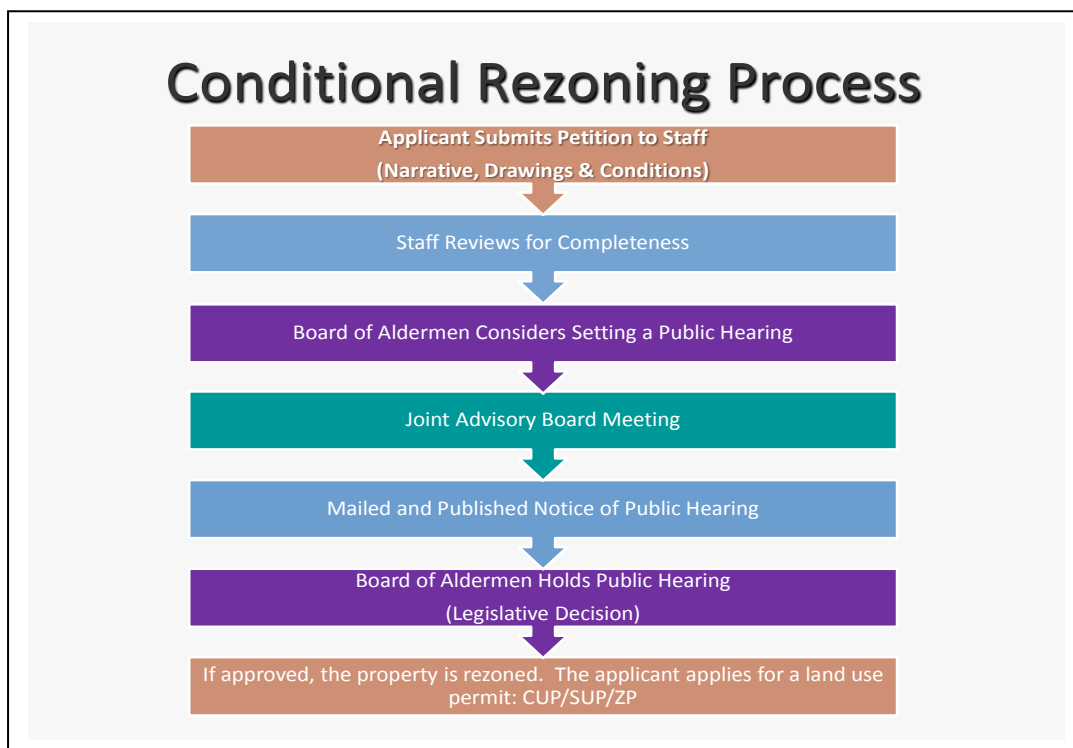 Conditional Rezoning Process
Applicant Submits Petition to Staff
(Narrative, Drawings & Conditions)
Staff Reviews for Completeness
Board of Aldermen Considers Setting a Public Hearing
Joint Advisory Board Meeting
Mailed and Published Notice of Public Hearing
Board of Aldermen Holds Public Hearing
(Legislative Decision)
If approved, the property is rezoned.  The applicant applies for a land use
permit: CUP/SUP/ZP